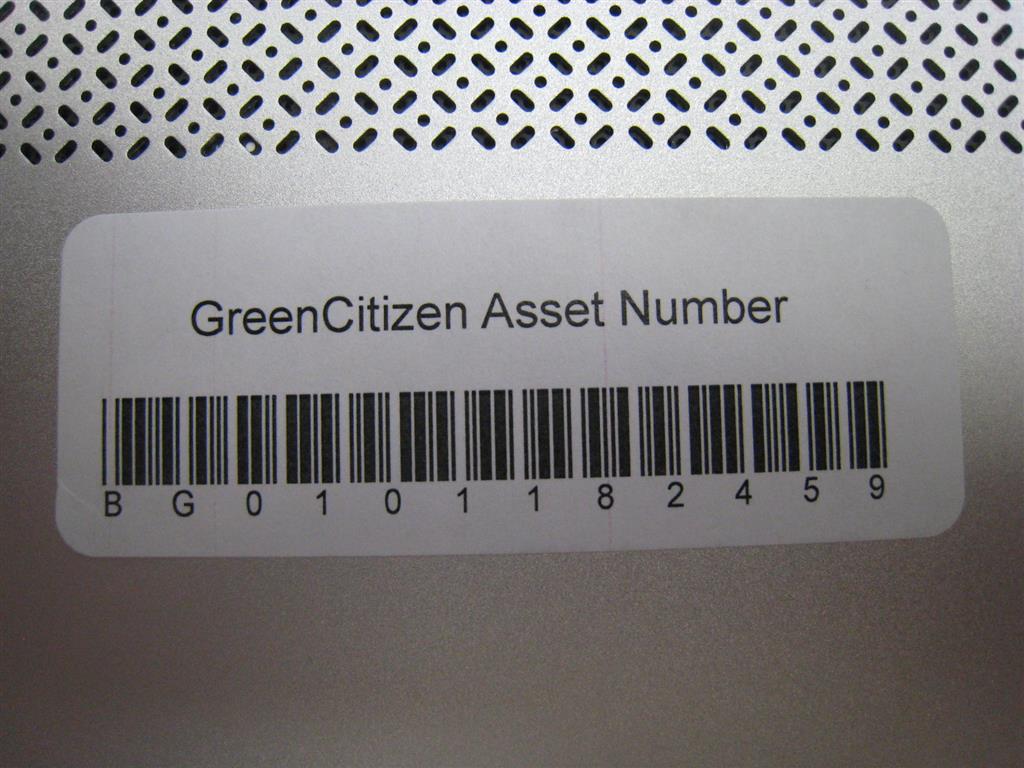 GreenCitizen Asset Number
B G 0 1 0 1 1 8 2 4 5 9